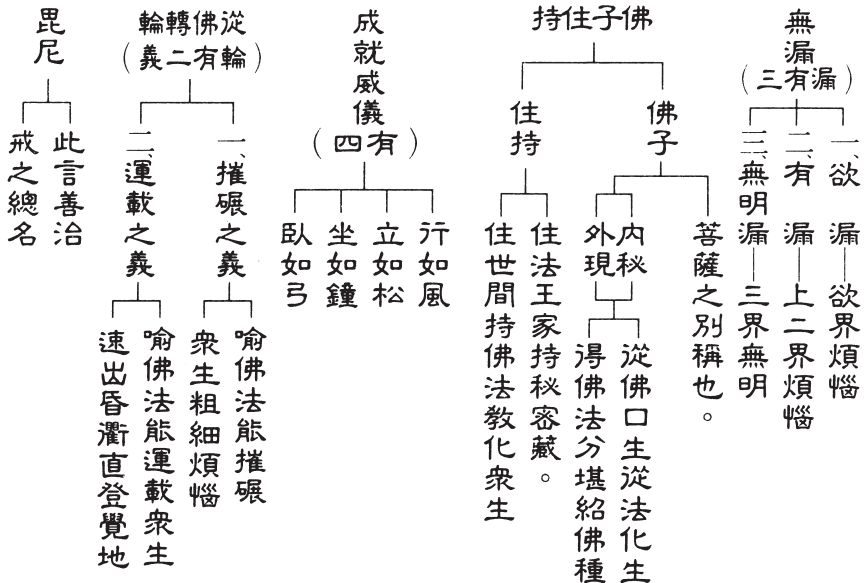 無漏
(三有漏)
一、欲漏—欲界煩惱
二、有漏—上二界煩惱
三、無明漏—三界無明
持住子佛
佛子
菩薩之別稱也。
內秘
外現
從佛口生從法化生
得佛法分堪紹佛種
住持
住法王家持秘密藏。
住世間持佛法教化衆生
成就威儀
(四有)
行如風
立如松
坐如鐘
臥如弓
輪轉佛從
(義二有輪)
一、摧碾之義
喻佛法能摧碾
衆生粗細煩惱
二、運載之義
喻佛法能運載衆生
速出昏衢直登覺地
毘尼
此言善治
戒之總名